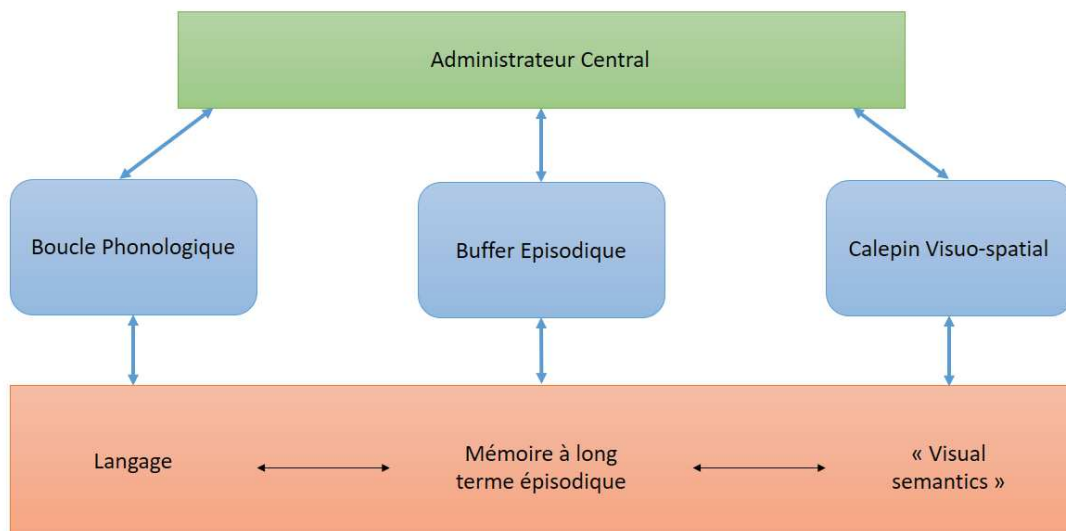 Administrateur Central
Boucle Phonologique
Buffer Episodique
Calepin Visuo-spatial
Langage
Mémoire à long
terme épisodique
« Visual
semantics »